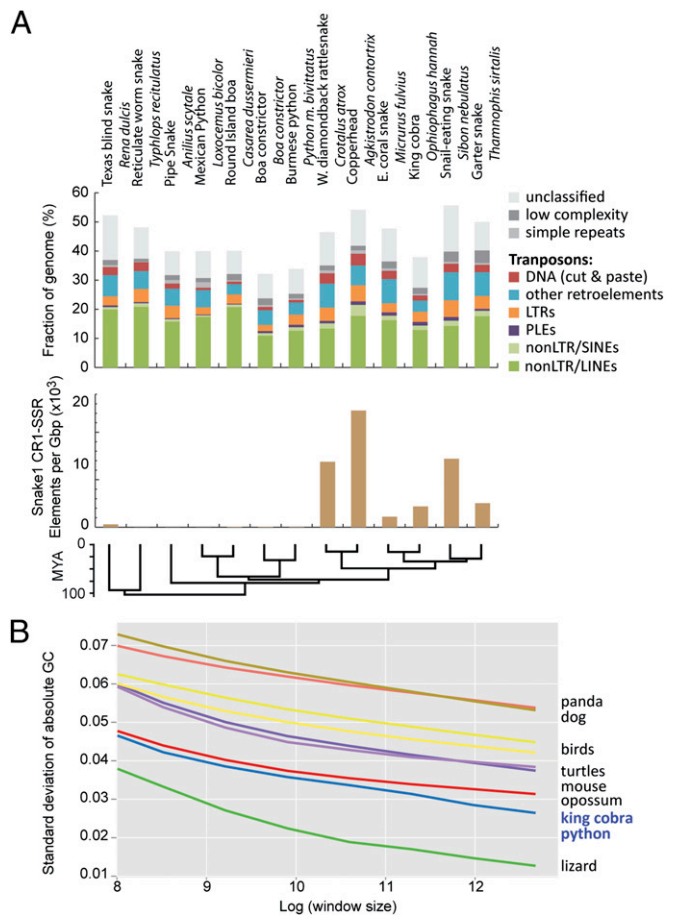 A
Texas blind snake
Rena dulcis
Reticulate worm snake
Typhlops recitulatus
Pipe Snake
Anilius scytale
Mexican Python
Loxocemus bicolor
Round Island boa
Casarea dussermieri
Boa constrictor
Boa constrictor
Burmese python
Python m. bivittatus
W. diamondback rattlesnake
Crotalus atrox
Copperhead
Agkistrodon contortrix
E. coral snake
Micrurus fulvius
King cobra
Ophiophagus hannah
Snail-eating snake
Sibon nebulatus
Garter snake
Thamnophis sirtalis
Fraction of genome (%)
60
50
40
30
20
10
0
unclassified
low complexity
simple repeats
Tranposons:
DNA (cut & paste)
other retroelements
LTRs
PLEs
nonLTR/SINEs
nonLTR/LINEs
Snake1 CR1-SSR
Elements per Gbp (x10³)
20
10
0
MYA
0
100
B
Standard deviation of absolute GC
0.07
0.06
0.05
0.04
0.03
0.02
0.01
8
9
10
11
12
Log (window size)
panda
dog
birds
turtles
mouse
opossum
king cobra
python
lizard